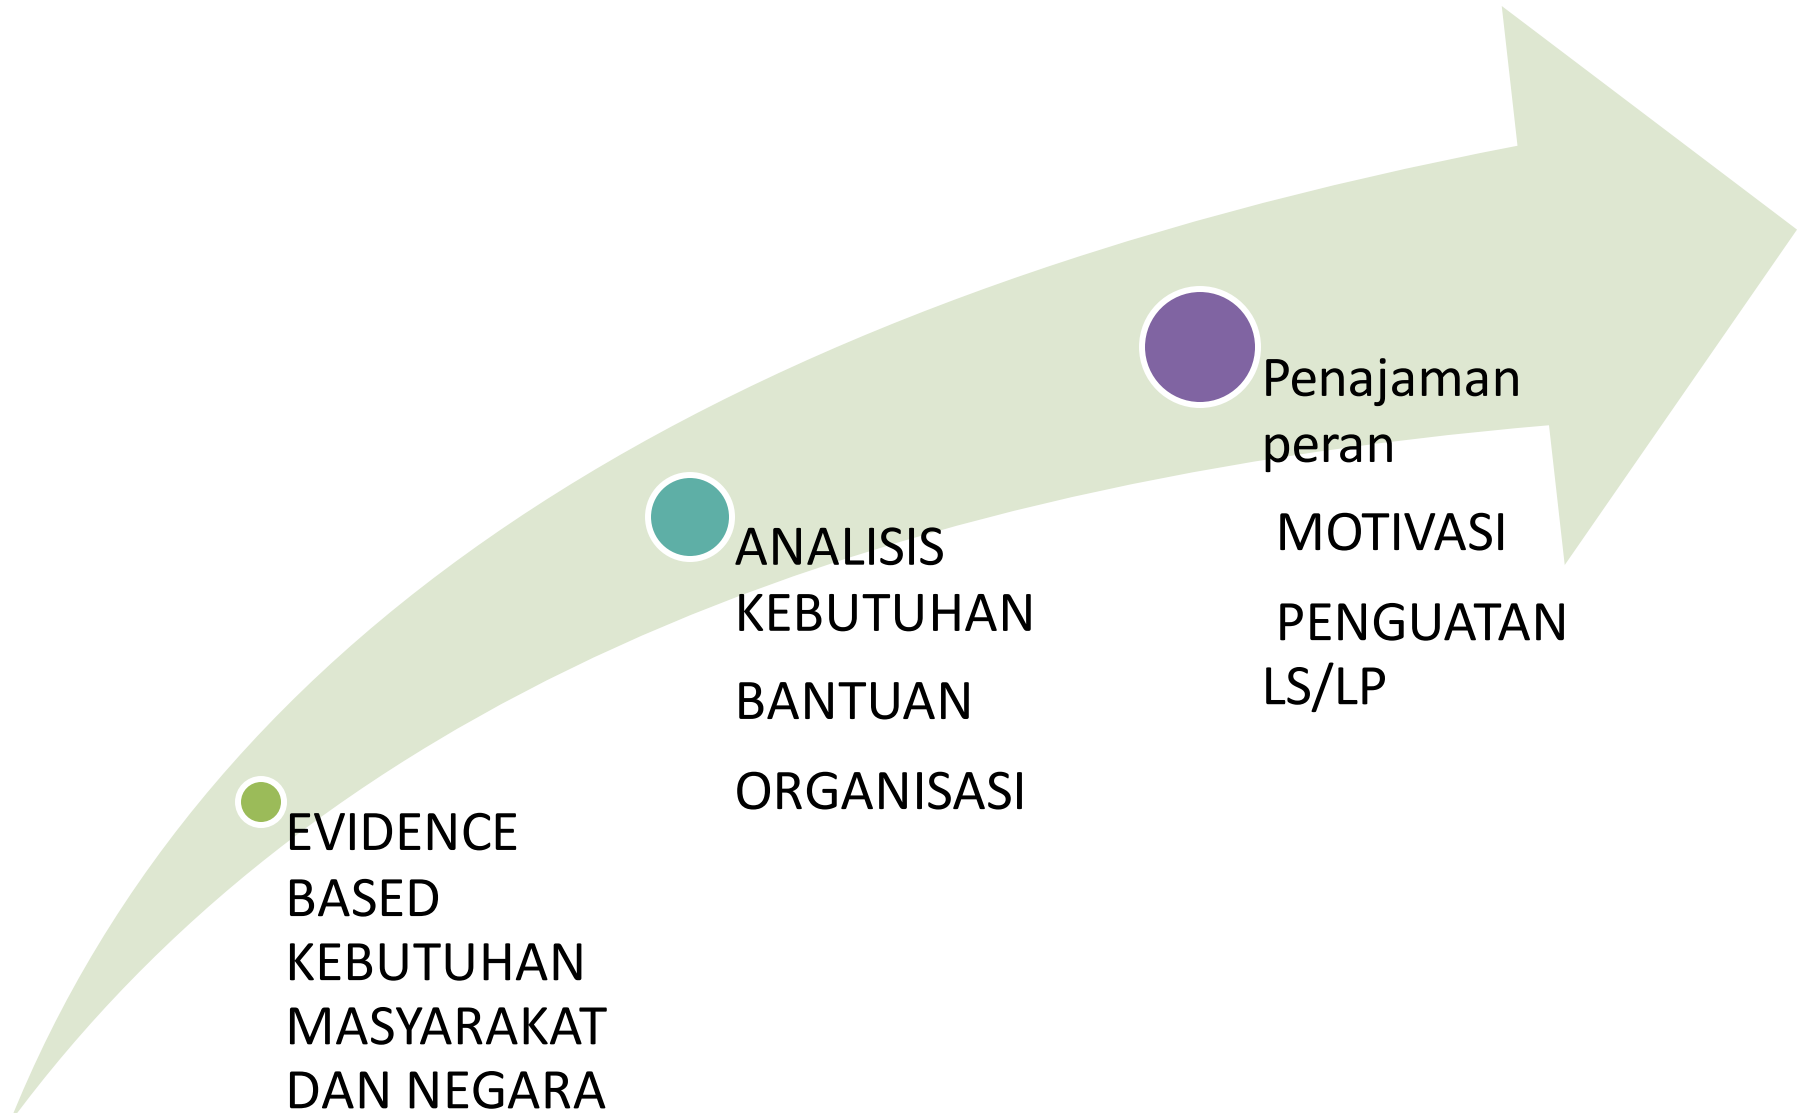 EVIDENCE
BASED
KEBUTUHAN
MASYARAKAT
DAN NEGARA
ANALISIS
KEBUTUHAN
BANTUAN
ORGANISASI
Penajaman
peran
MOTIVASI
PENGUATAN
LS/LP